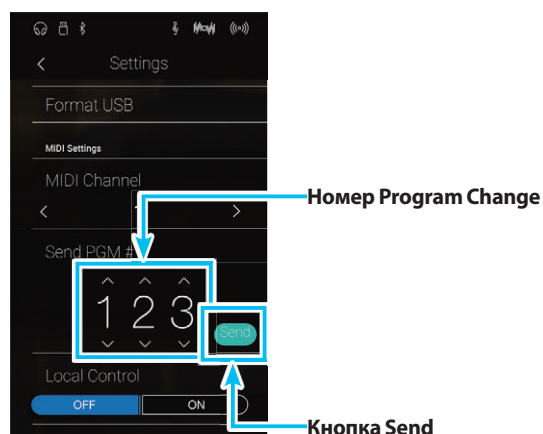 Settings
Format USB
MIDI Settings
MIDI Channel
Номер Program Change
Send PGM #
1 2 3
Send
Local Control
OFF ON
Кнопка Send